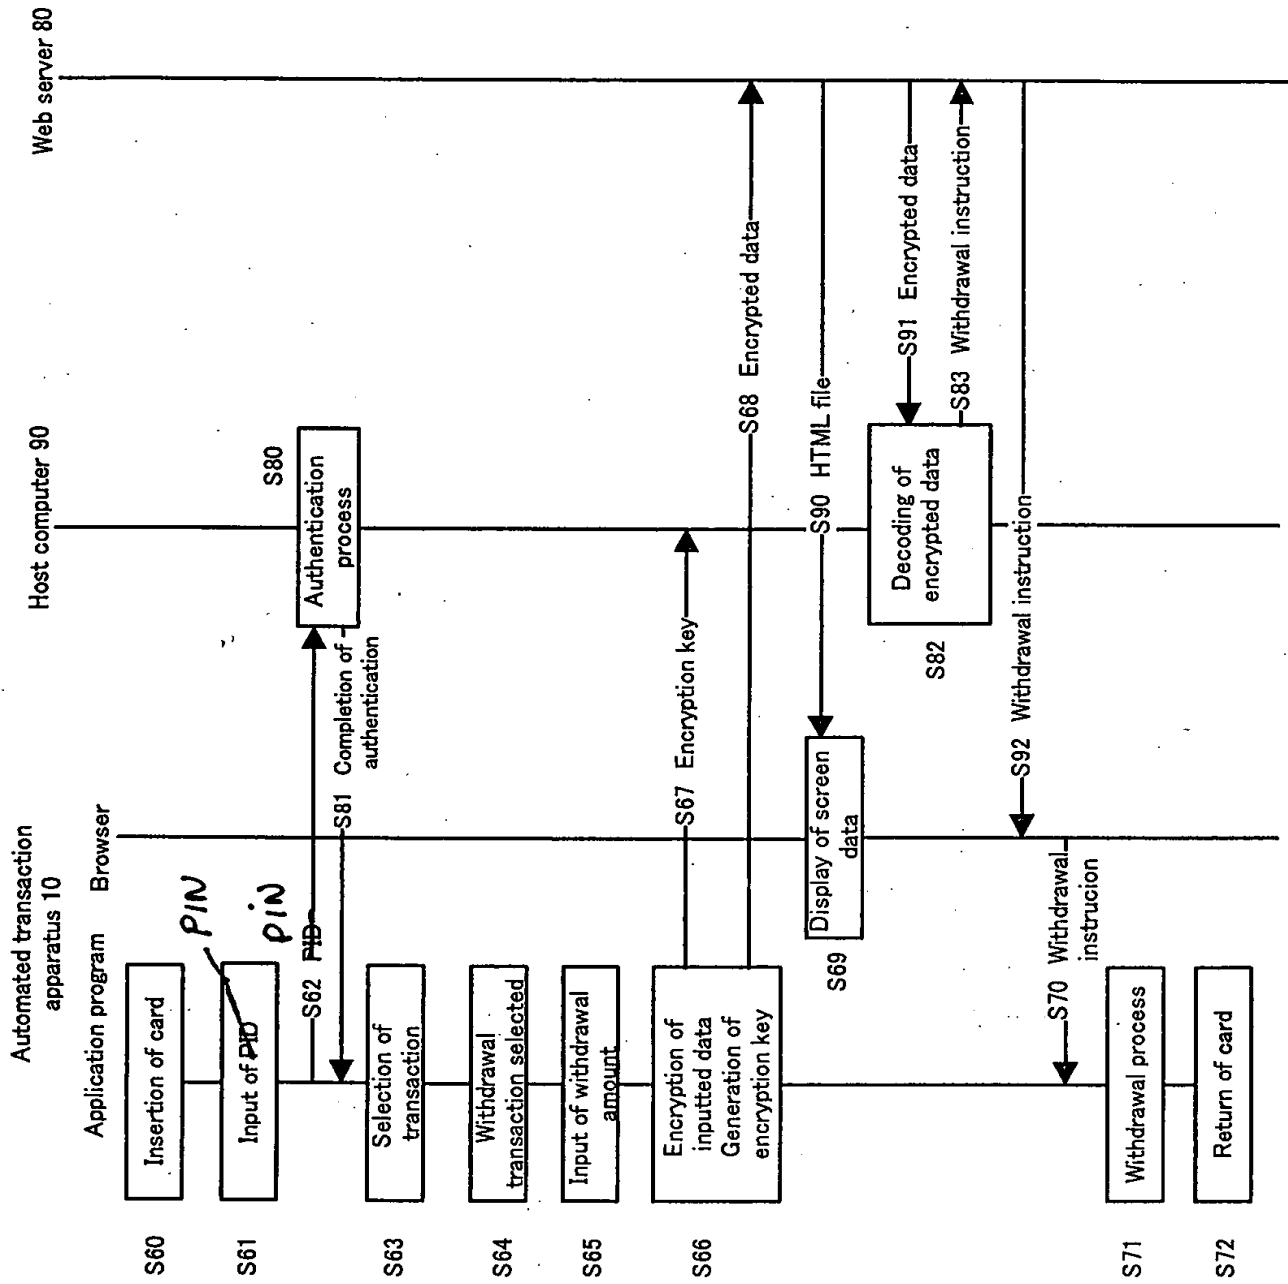 Automated transaction
apparatus 10
Application program
Browser
Host computer 90
Web server 80
S60
Insertion of card
PIN
S61
Input of PID
PIN
S62 PID
S80
Authentication
process
S81 Completion of
authentication
S63
Selection of
transaction
S64
Withdrawal
transaction selected
S65
Input of withdrawal
amount
S66
Encryption of
inputted data
Generation of
encryption key
S67 Encryption key
S68 Encrypted data
S90 HTML file
S69
Display of screen
data
S91 Encrypted data
S82
Decoding of
encrypted data
S83 Withdrawal instruction
S92 Withdrawal instruction
S70 Withdrawal
instrucion
S71
Withdrawal process
S72
Return of card